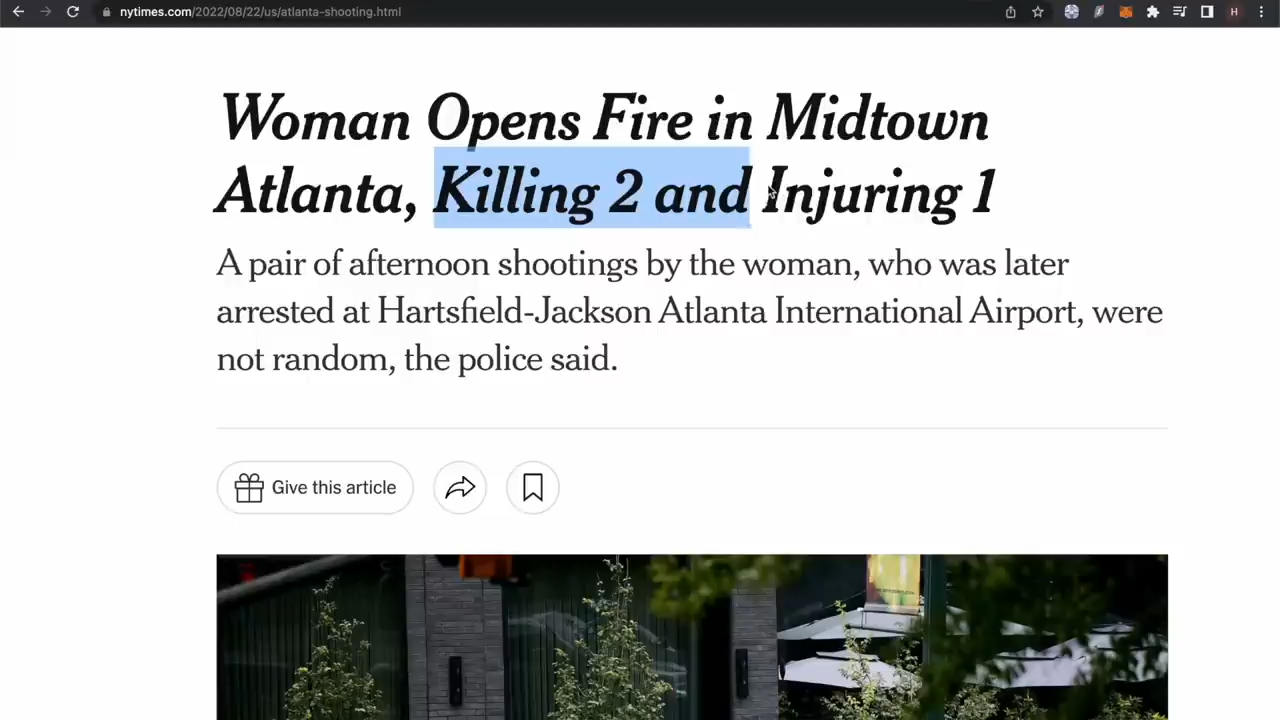 nytimes.com/2022/08/22/us/atlanta-shooting.html
H
Woman Opens Fire in Midtown
Atlanta, Killing 2 and Injuring 1
A pair of afternoon shootings by the woman, who was later
arrested at Hartsfield-Jackson Atlanta International Airport, were
not random, the police said.
Give this article